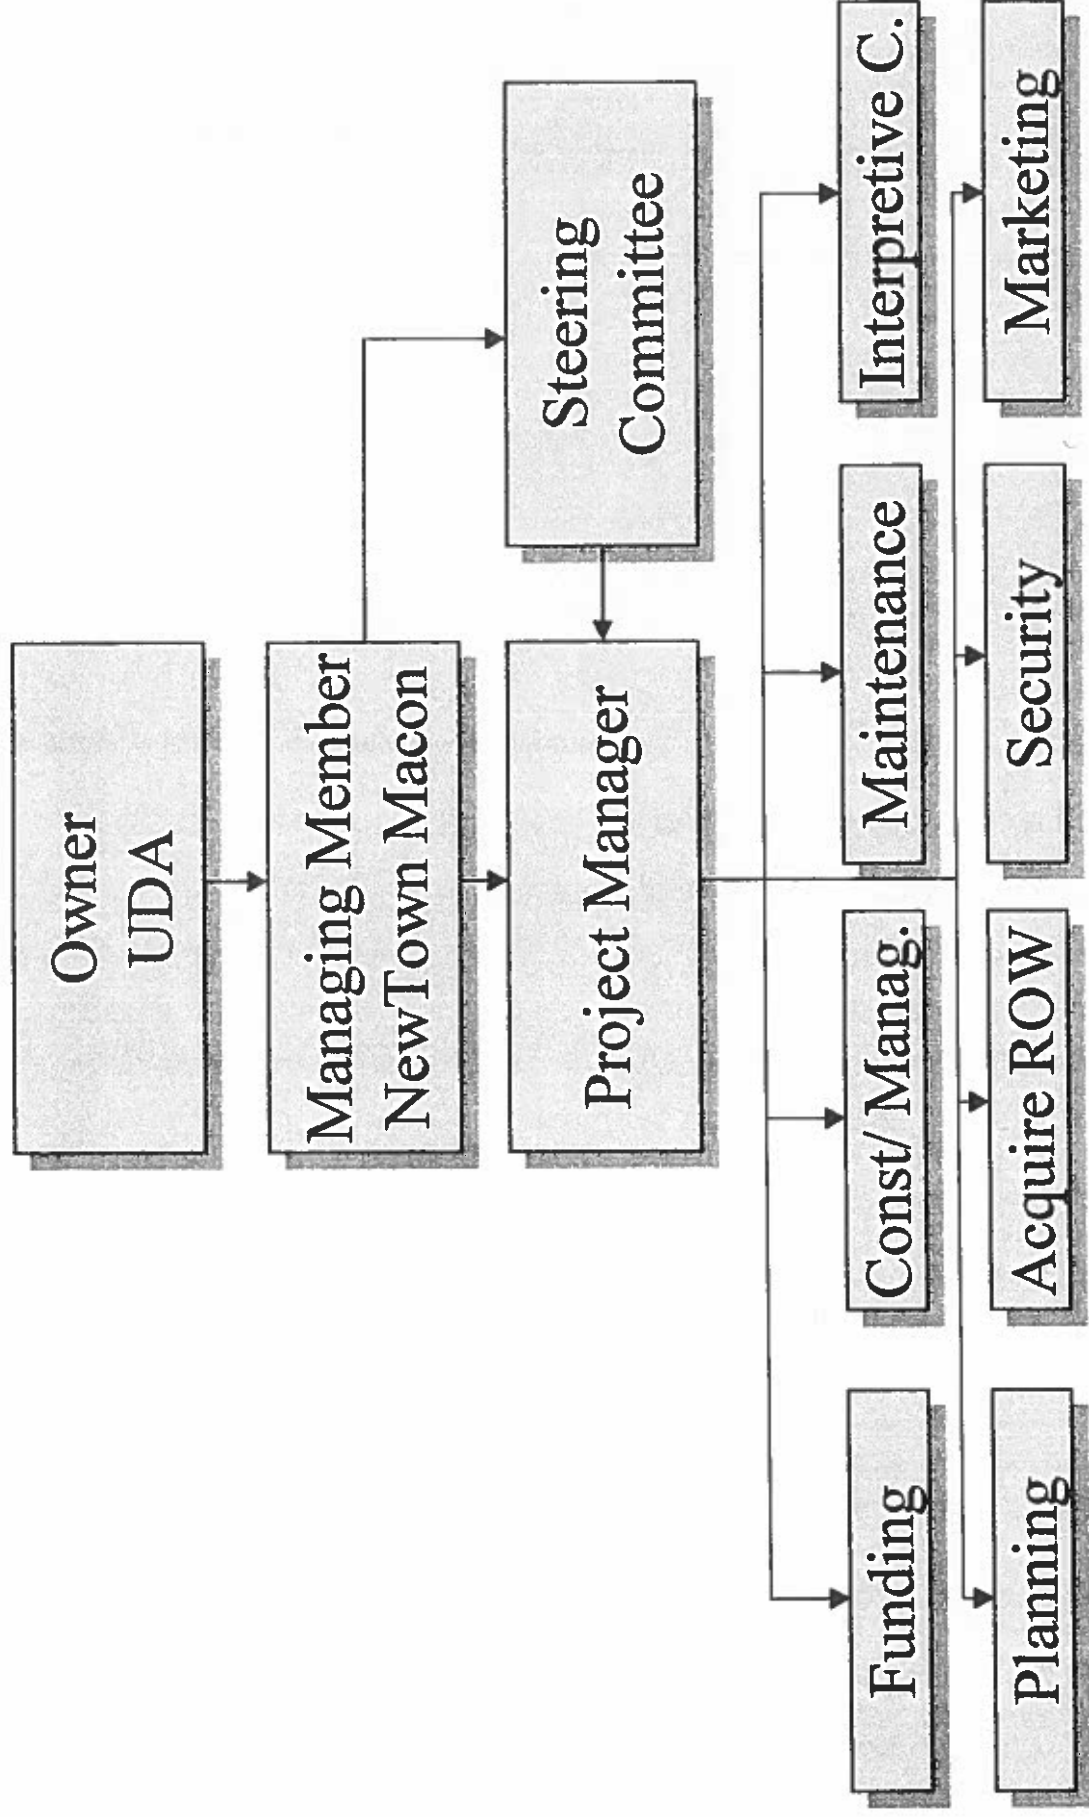 Owner
UDA
Managing Member
NewTown Macon
Steering
Committee
Project Manager
Funding
Const/ Manag.
Maintenance
Interpretive C.
Planning
Acquire ROW
Security
Marketing